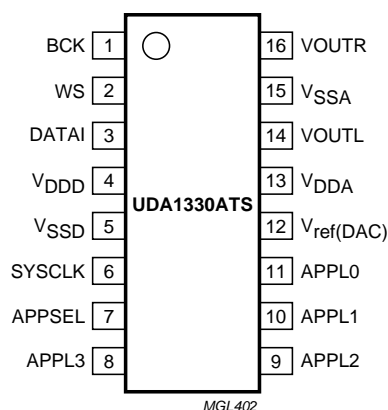 BCK 1 16 VOUTR
WS 2 15 VSSA
DATAI 3 14 VOUTL
VDDD 4 13 VDDA
UDA1330ATS
VSSD 5 12 Vref(DAC)
SYSCLK 6 11 APPL0
APPSEL 7 10 APPL1
APPL3 8 9 APPL2
MGL402